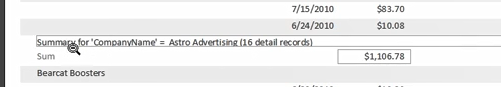 7/15/2010 $83.70
6/24/2010 $10.08
Summary for 'CompanyName' = Astro Advertising (16 detail records)
Sum $1,106.78
Bearcat Boosters